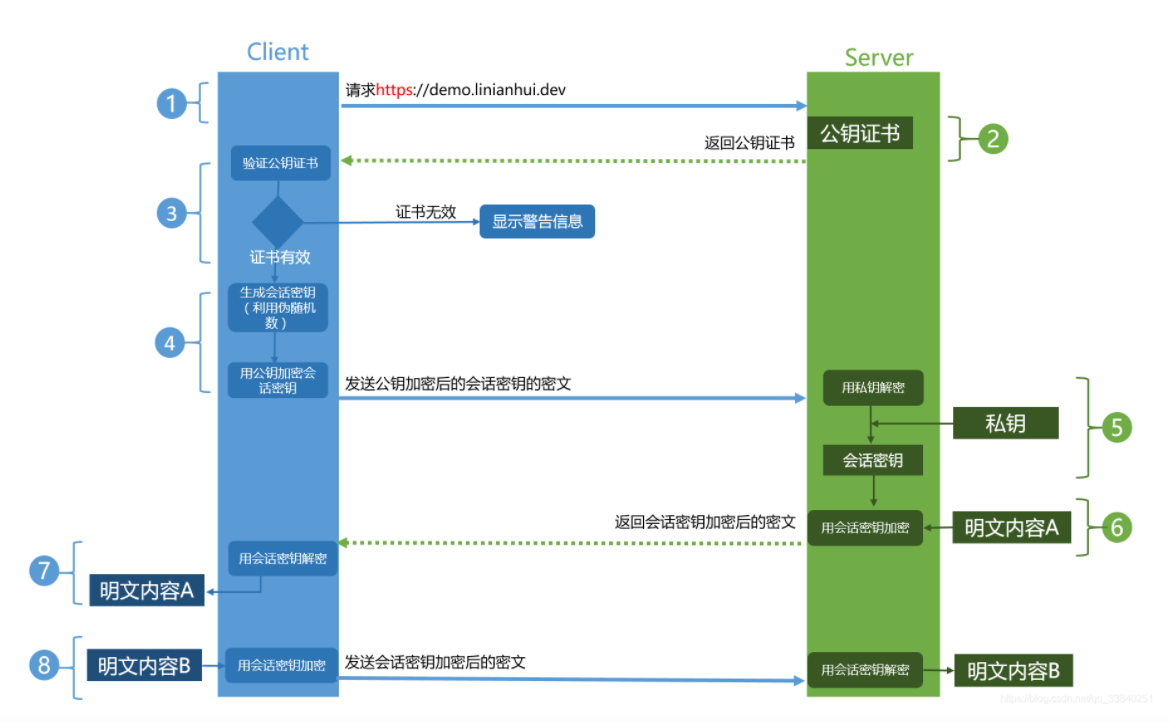 Client
Server
1
请求https://demo.linianhui.dev
公钥证书
2
返回公钥证书
验证公钥证书
3
证书无效
显示警告信息
证书有效
生成会话密钥
（利用伪随机
数）
4
用公钥加密会
话密钥
发送公钥加密后的会话密钥的密文
用私钥解密
私钥
5
会话密钥
返回会话密钥加密后的密文
用会话密钥加密
明文内容A
6
用会话密钥解密
7
明文内容A
8
明文内容B
用会话密钥加密
发送会话密钥加密后的密文
用会话密钥解密
明文内容B
https://blog.csdn.net/qq_33840251